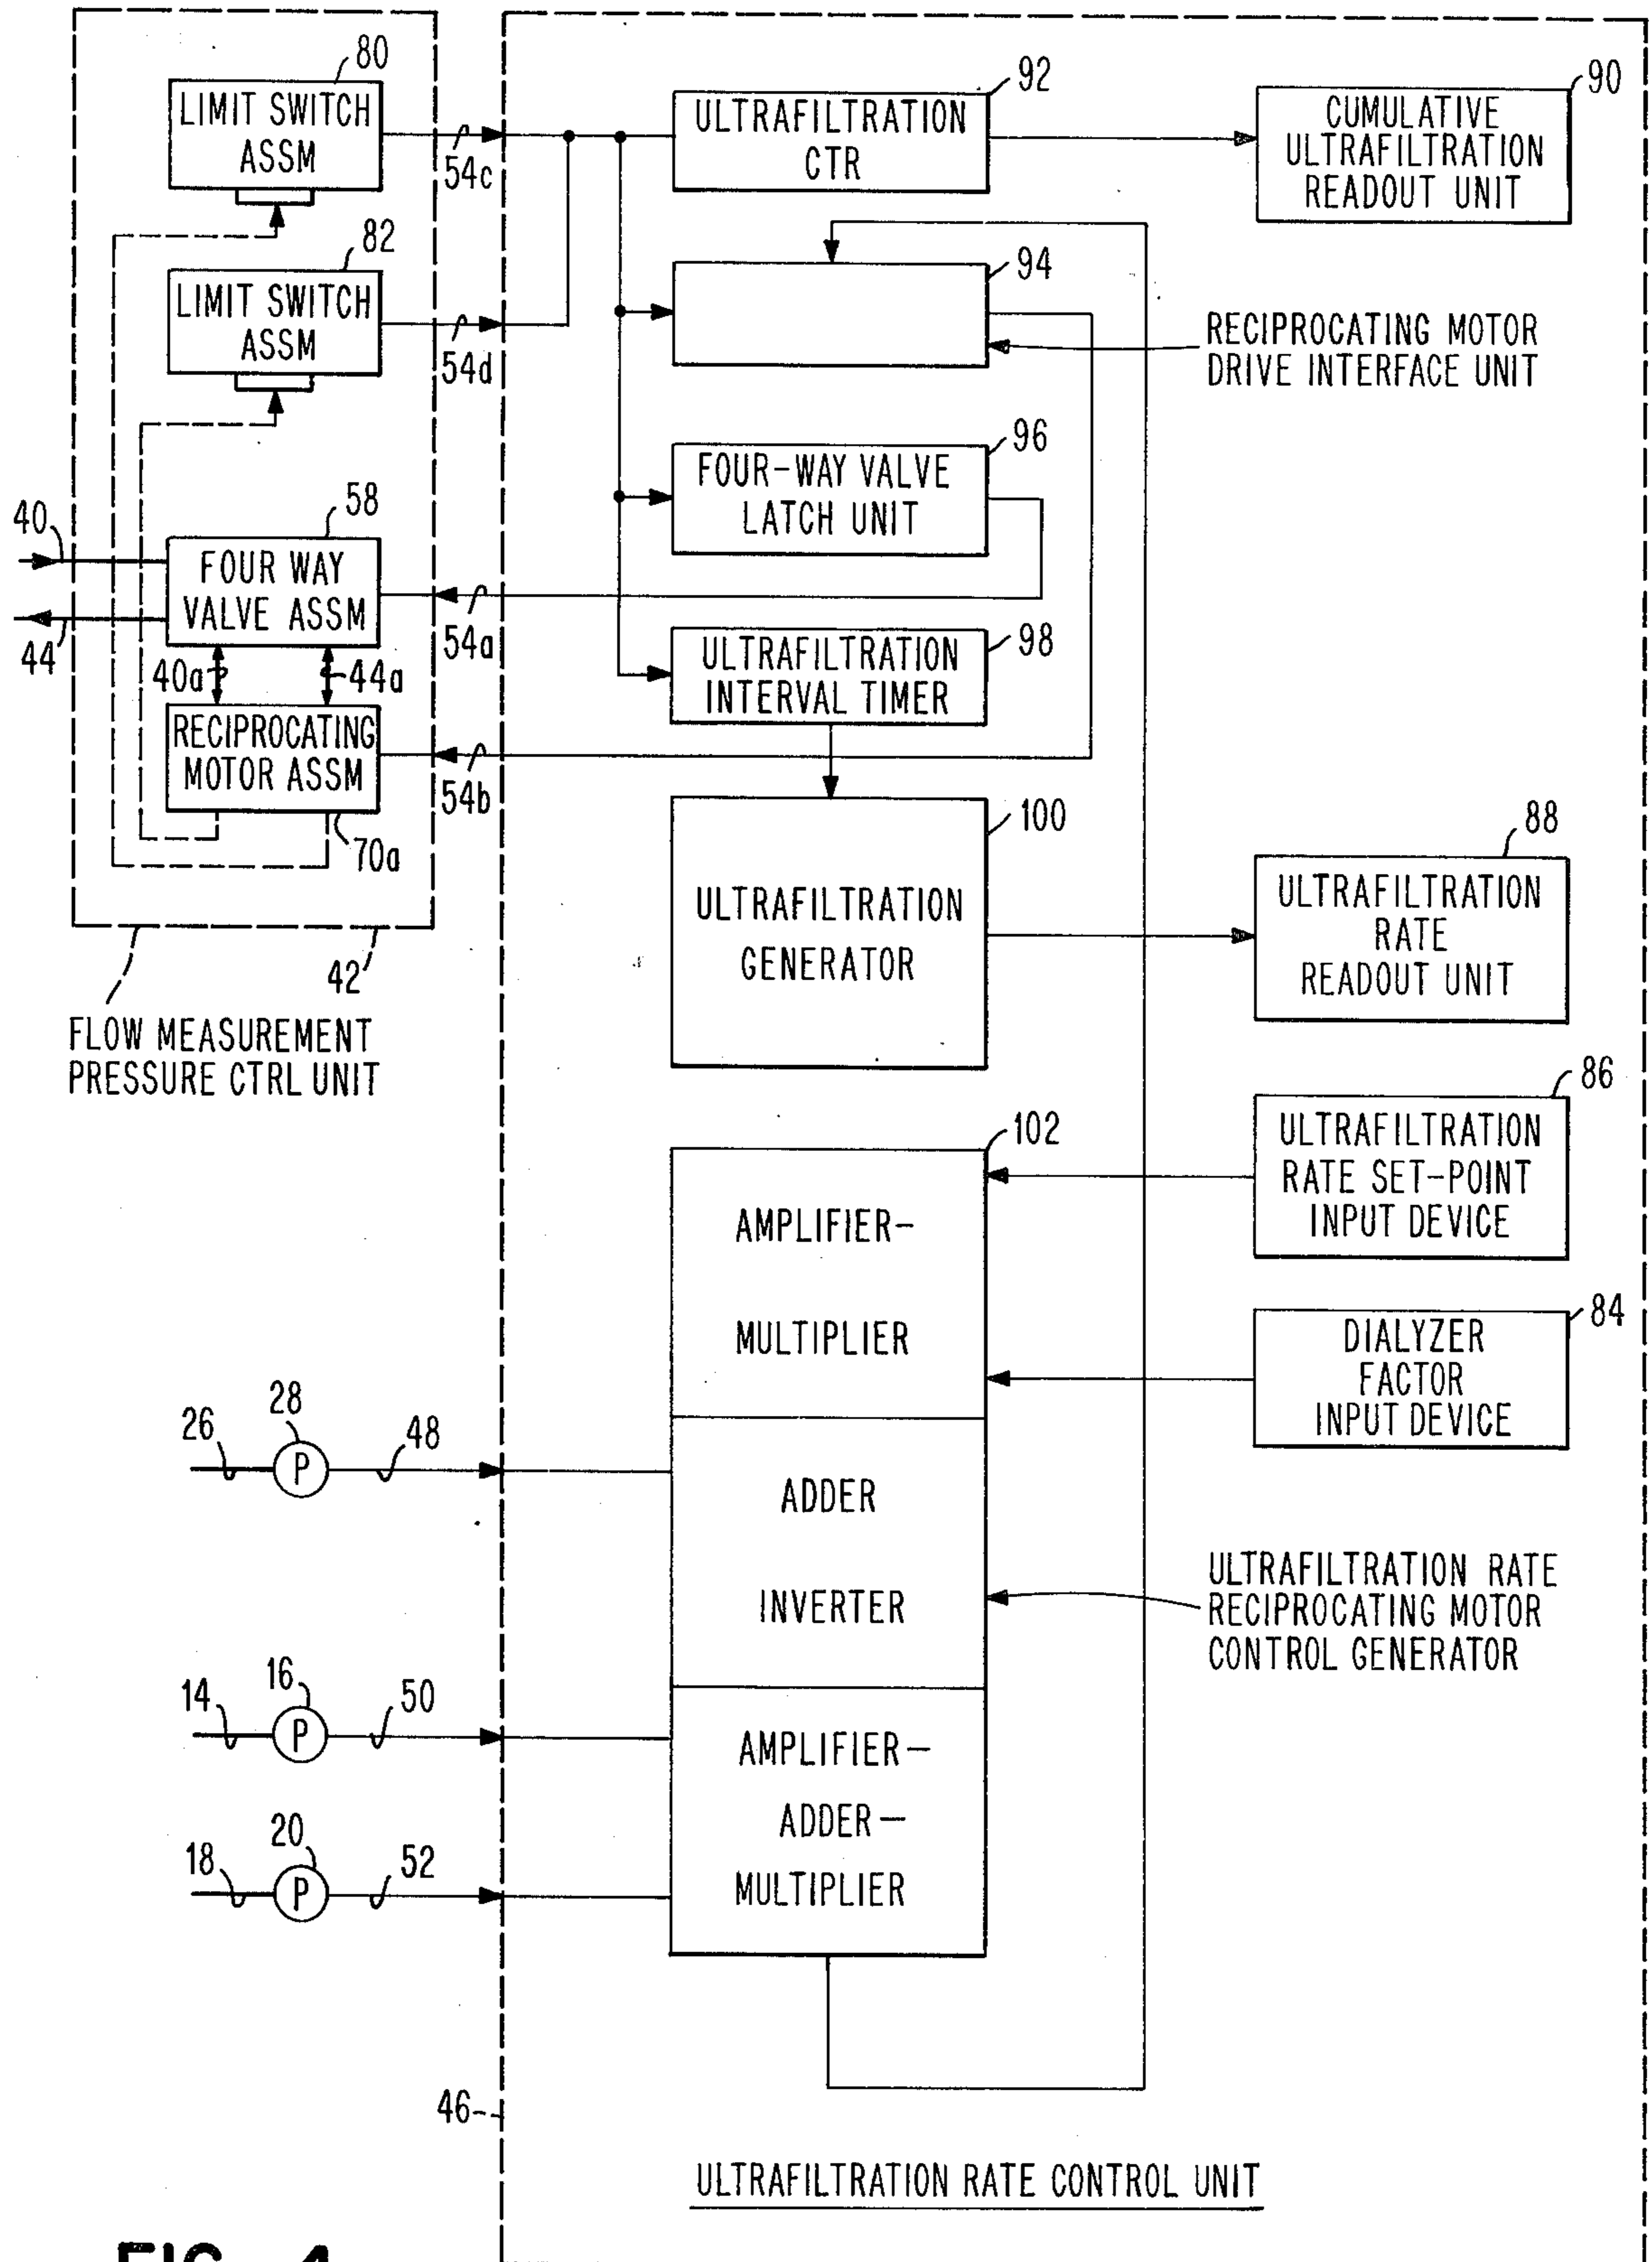 80
LIMIT SWITCH
ASSM
54c
92
ULTRAFILTRATION
CTR
90
CUMULATIVE
ULTRAFILTRATION
READOUT UNIT
82
LIMIT SWITCH
ASSM
54d
94
RECIPROCATING MOTOR
DRIVE INTERFACE UNIT
96
FOUR-WAY VALVE
LATCH UNIT
40
58
FOUR WAY
VALVE ASSM
44
54a
40a
44a
98
ULTRAFILTRATION
INTERVAL TIMER
RECIPROCATING
MOTOR ASSM
54b
70a
100
ULTRAFILTRATION
GENERATOR
88
ULTRAFILTRATION
RATE
READOUT UNIT
42
FLOW MEASUREMENT
PRESSURE CTRL UNIT
86
ULTRAFILTRATION
RATE SET-POINT
INPUT DEVICE
102
AMPLIFIER-
MULTIPLIER
84
DIALYZER
FACTOR
INPUT DEVICE
26
28
P
48
ADDER
INVERTER
ULTRAFILTRATION RATE
RECIPROCATING MOTOR
CONTROL GENERATOR
14
16
P
50
AMPLIFIER-
ADDER-
MULTIPLIER
18
20
P
52
46
ULTRAFILTRATION RATE CONTROL UNIT
FIG. 4